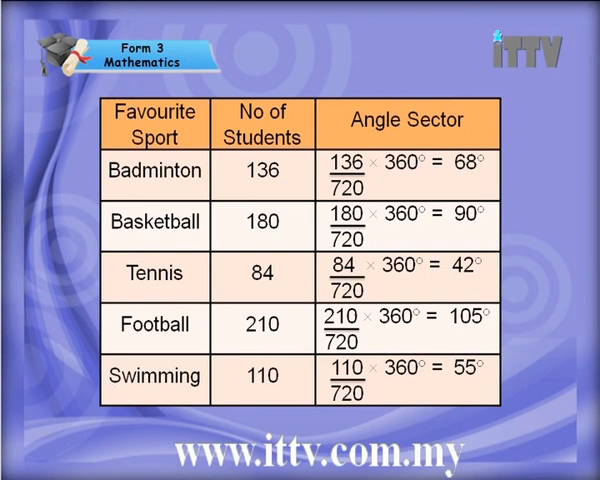 Form 3
Mathematics
iTTV
Favourite Sport | No of Students | Angle Sector
Badminton | 136 | 136/720 × 360° = 68°
Basketball | 180 | 180/720 × 360° = 90°
Tennis | 84 | 84/720 × 360° = 42°
Football | 210 | 210/720 × 360° = 105°
Swimming | 110 | 110/720 × 360° = 55°
www.ittv.com.my